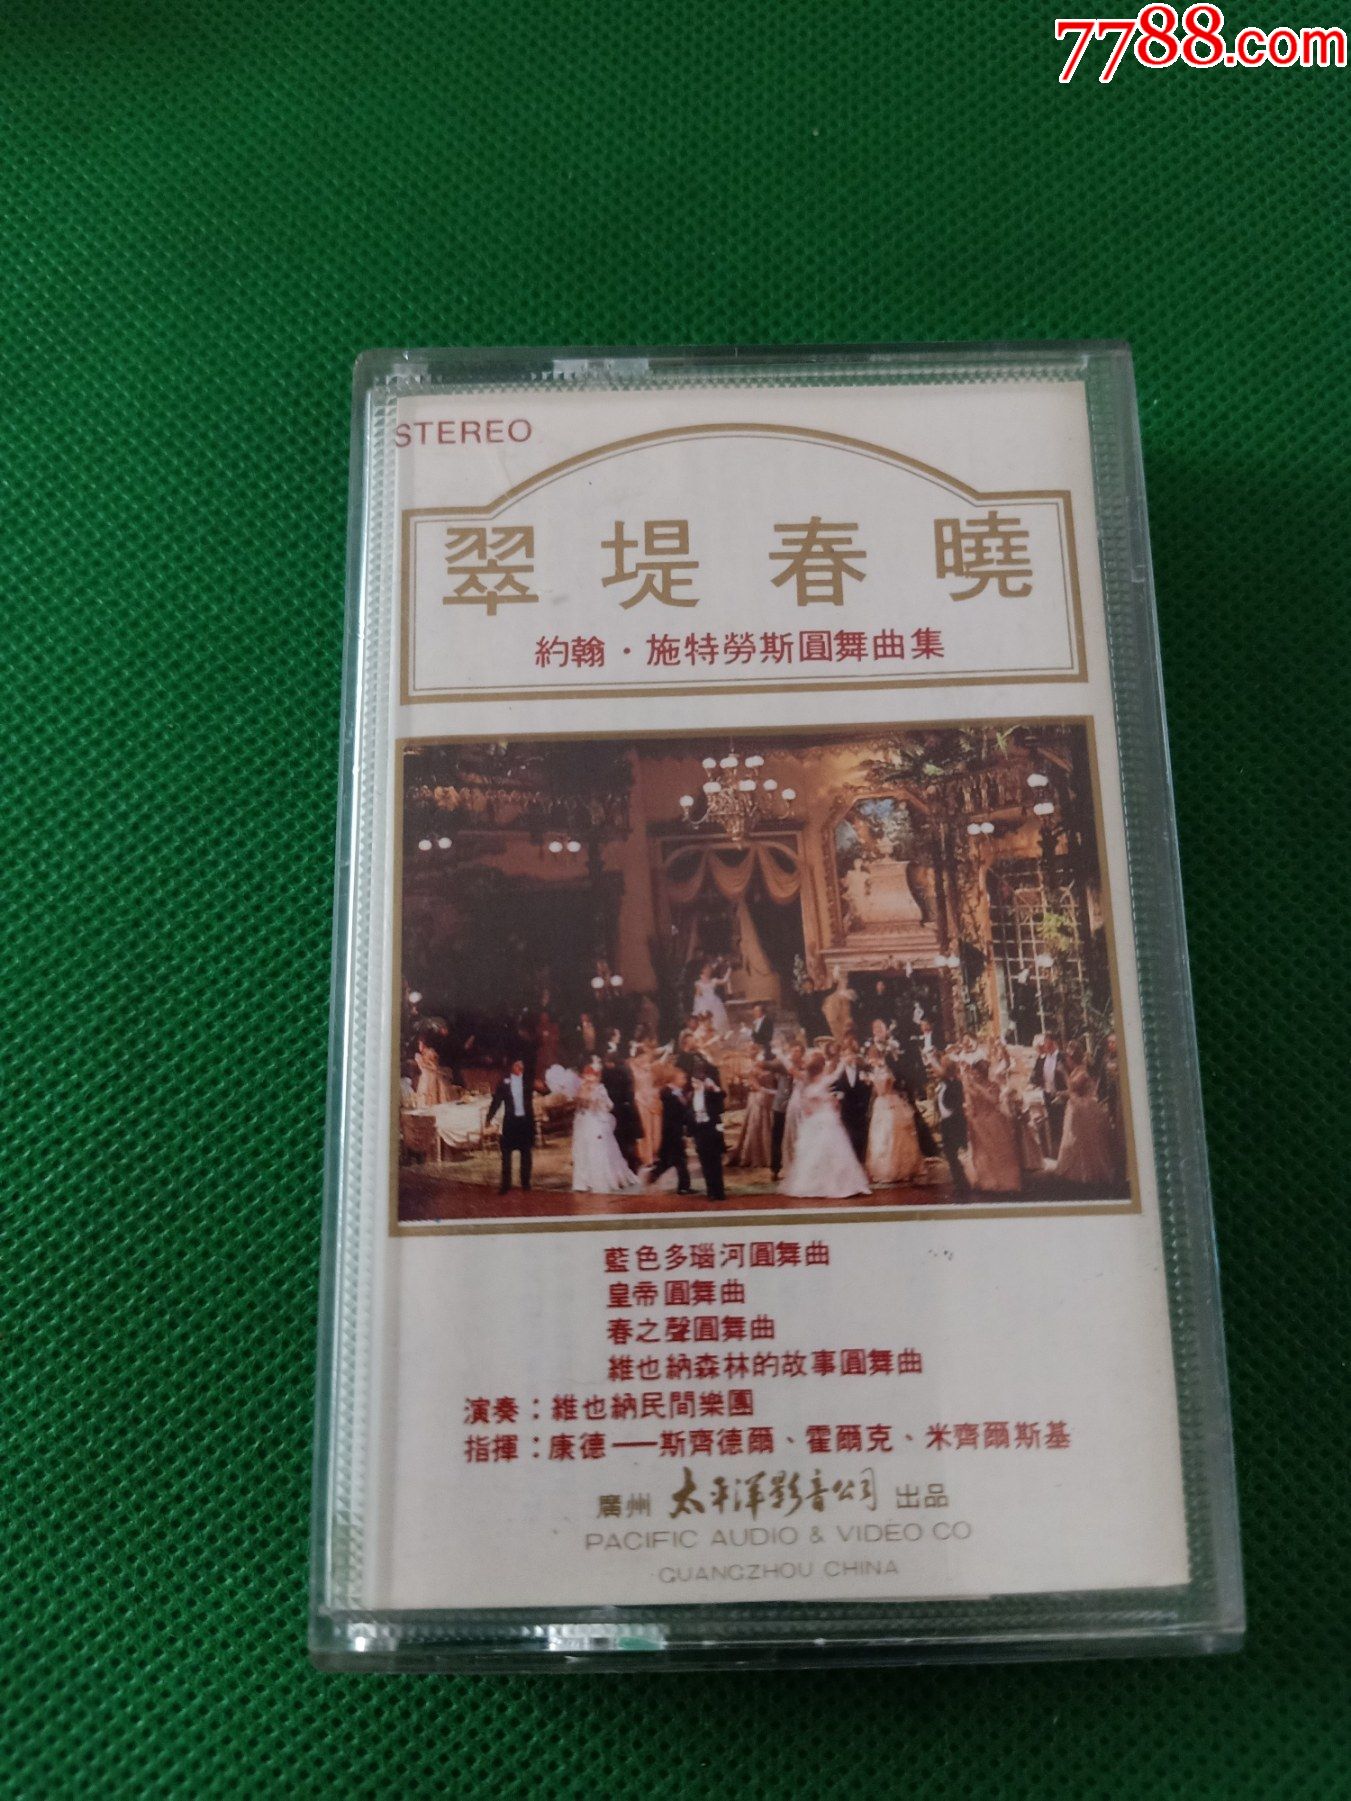 7788.com
STEREO
翠堤春曉
約翰·施特勞斯圓舞曲集
藍色多瑙河圓舞曲
皇帝圓舞曲
春之聲圓舞曲
維也納森林的故事圓舞曲
演奏：維也納民間樂團
指揮：康德——斯齊德爾、霍爾克、米齊爾斯基
廣州 太平洋影音公司 出品
PACIFIC AUDIO & VIDEO CO
GUANGZHOU CHINA